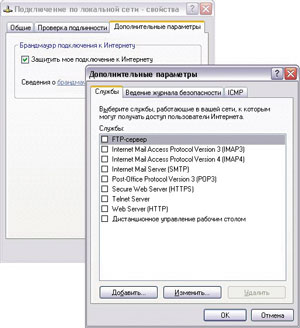 Подключение по локальной сети - свойства
Общие
Проверка подлинности
Дополнительные параметры
Брандмауэр подключения к Интернету
Защитить мое подключение к Интернету
Сведения о брандмауэ
Дополнительные параметры
Службы
Ведение журнала безопасности
ICMP
Выберите службы, работающие в вашей сети, к которым
могут получать доступ пользователи Интернета.
Службы:
FTP-сервер
Internet Mail Access Protocol Version 3 (IMAP3)
Internet Mail Access Protocol Version 4 (IMAP4)
Internet Mail Server (SMTP)
Post-Office Protocol Version 3 (POP3)
Secure Web Server (HTTPS)
Telnet Server
Web Server (HTTP)
Дистанционное управление рабочим столом
Добавить...
Изменить...
Удалить
OK
Отмена